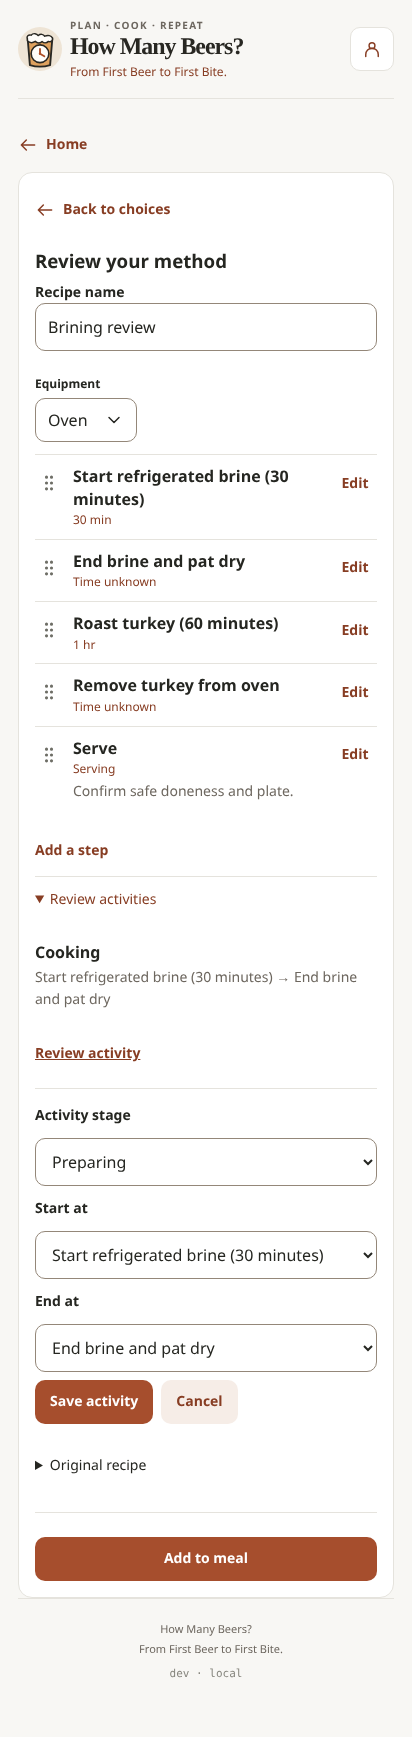 PLAN · COOK · REPEAT
How Many Beers?
From First Beer to First Bite.
← Home
← Back to choices
Review your method
Recipe name
Brining review
Equipment
Oven
Start refrigerated brine (30
minutes)
30 min
Edit
End brine and pat dry
Time unknown
Edit
Roast turkey (60 minutes)
1 hr
Edit
Remove turkey from oven
Time unknown
Edit
Serve
Serving
Confirm safe doneness and plate.
Edit
Add a step
▼ Review activities
Cooking
Start refrigerated brine (30 minutes) → End brine
and pat dry
Review activity
Activity stage
Preparing
Start at
Start refrigerated brine (30 minutes)
End at
End brine and pat dry
Save activity
Cancel
▶ Original recipe
Add to meal
How Many Beers?
From First Beer to First Bite.
dev · local